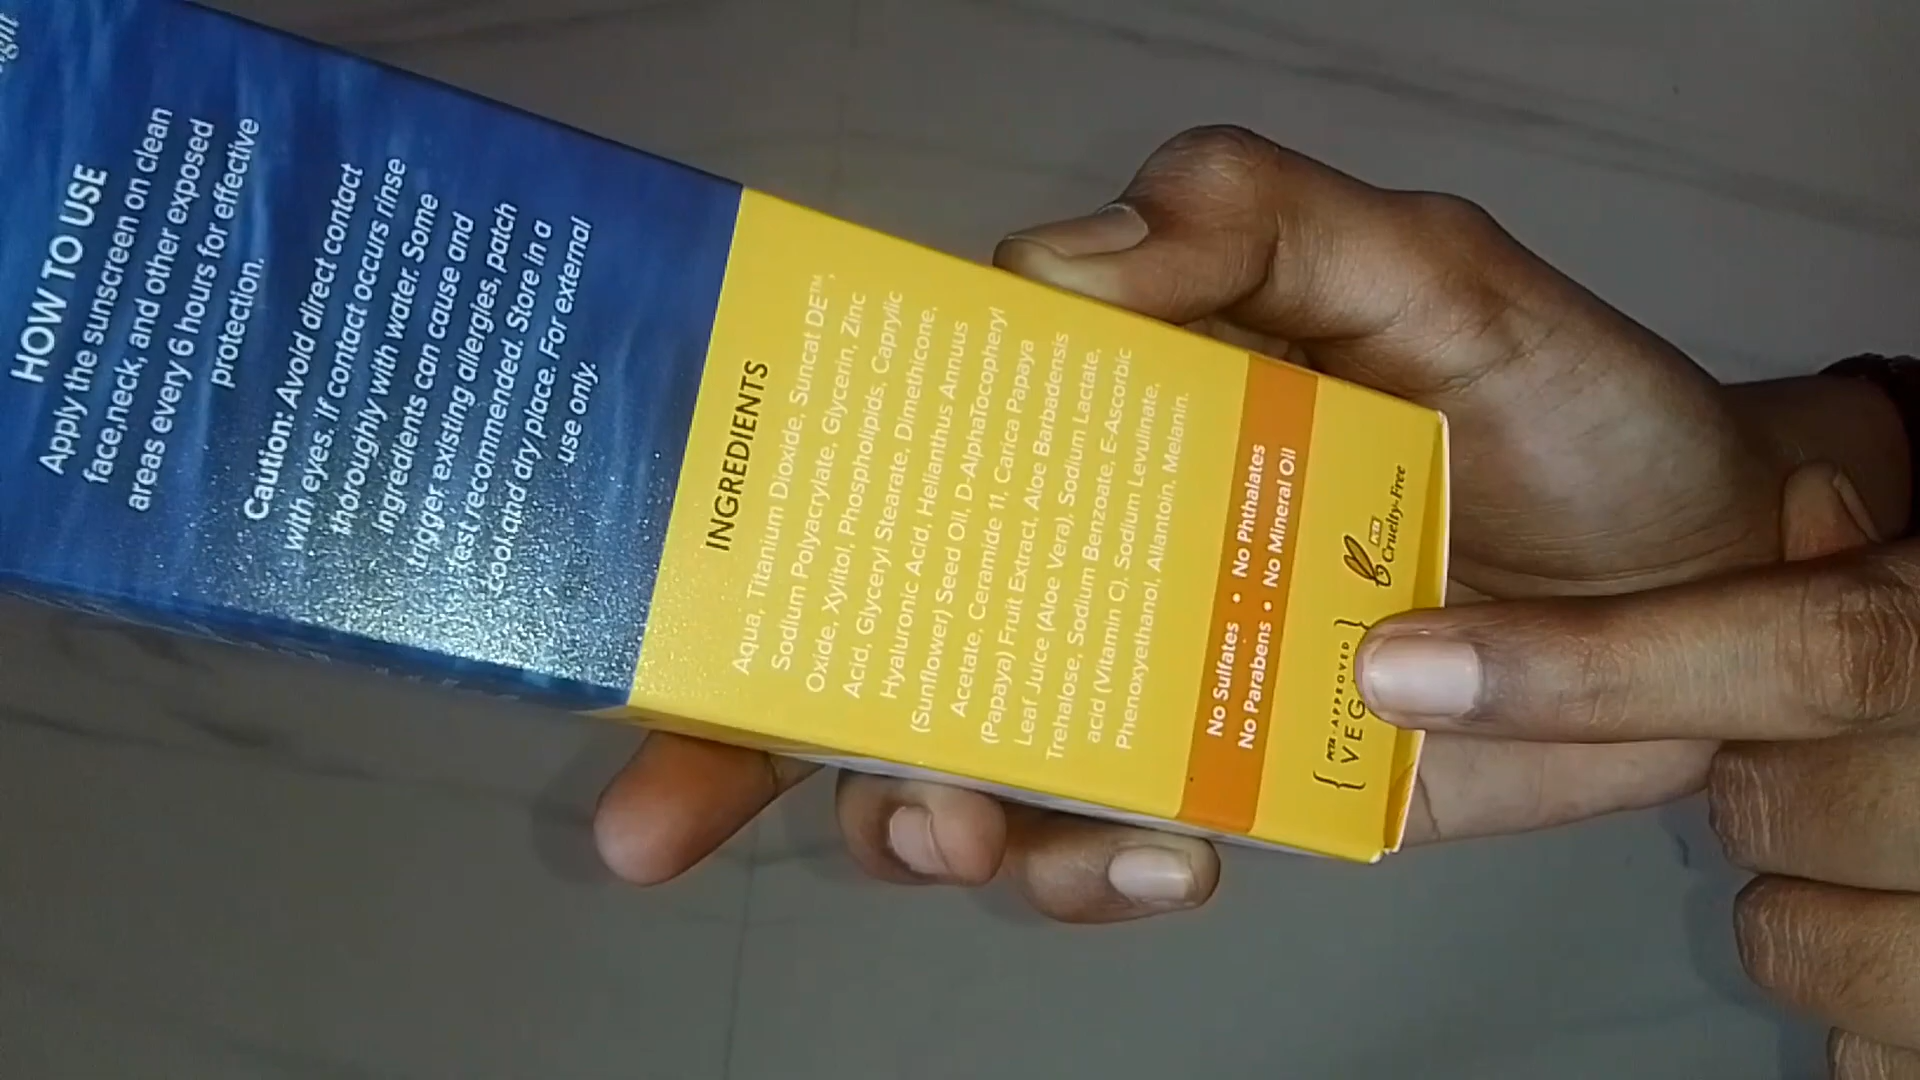 HOW TO USE
Apply the sunscreen on clean
face,neck, and other exposed
areas every 6 hours for effective
protection.
Caution: Avoid direct contact
with eyes. If contact occurs rinse
thoroughly with water. Some
ingredients can cause and
trigger existing allergies, patch
test recommended. Store in a
cool and dry place. For external
use only.
INGREDIENTS
Aqua, Titanium Dioxide, Suncat DE™,
Sodium Polyacrylate, Glycerin, Zinc
Oxide, Xylitol, Phospholipids, Caprylic
Acid, Glyceryl Stearate, Dimethicone,
Hyaluronic Acid, Helianthus Annuus
(Sunflower) Seed Oil, D-AlphaTocopheryl
Acetate, Ceramide 11, Carica Papaya
(Papaya) Fruit Extract, Aloe Barbadensis
Leaf Juice (Aloe Vera), Sodium Lactate,
Trehalose, Sodium Benzoate, E-Ascorbic
acid (Vitamin C), Sodium Levulinate,
Phenoxyethanol, Allantoin, Melanin.
No Sulfates • No Phthalates
No Parabens • No Mineral Oil
{ PETA - APPROVED }
VEG
PETA
Cruelty-Free